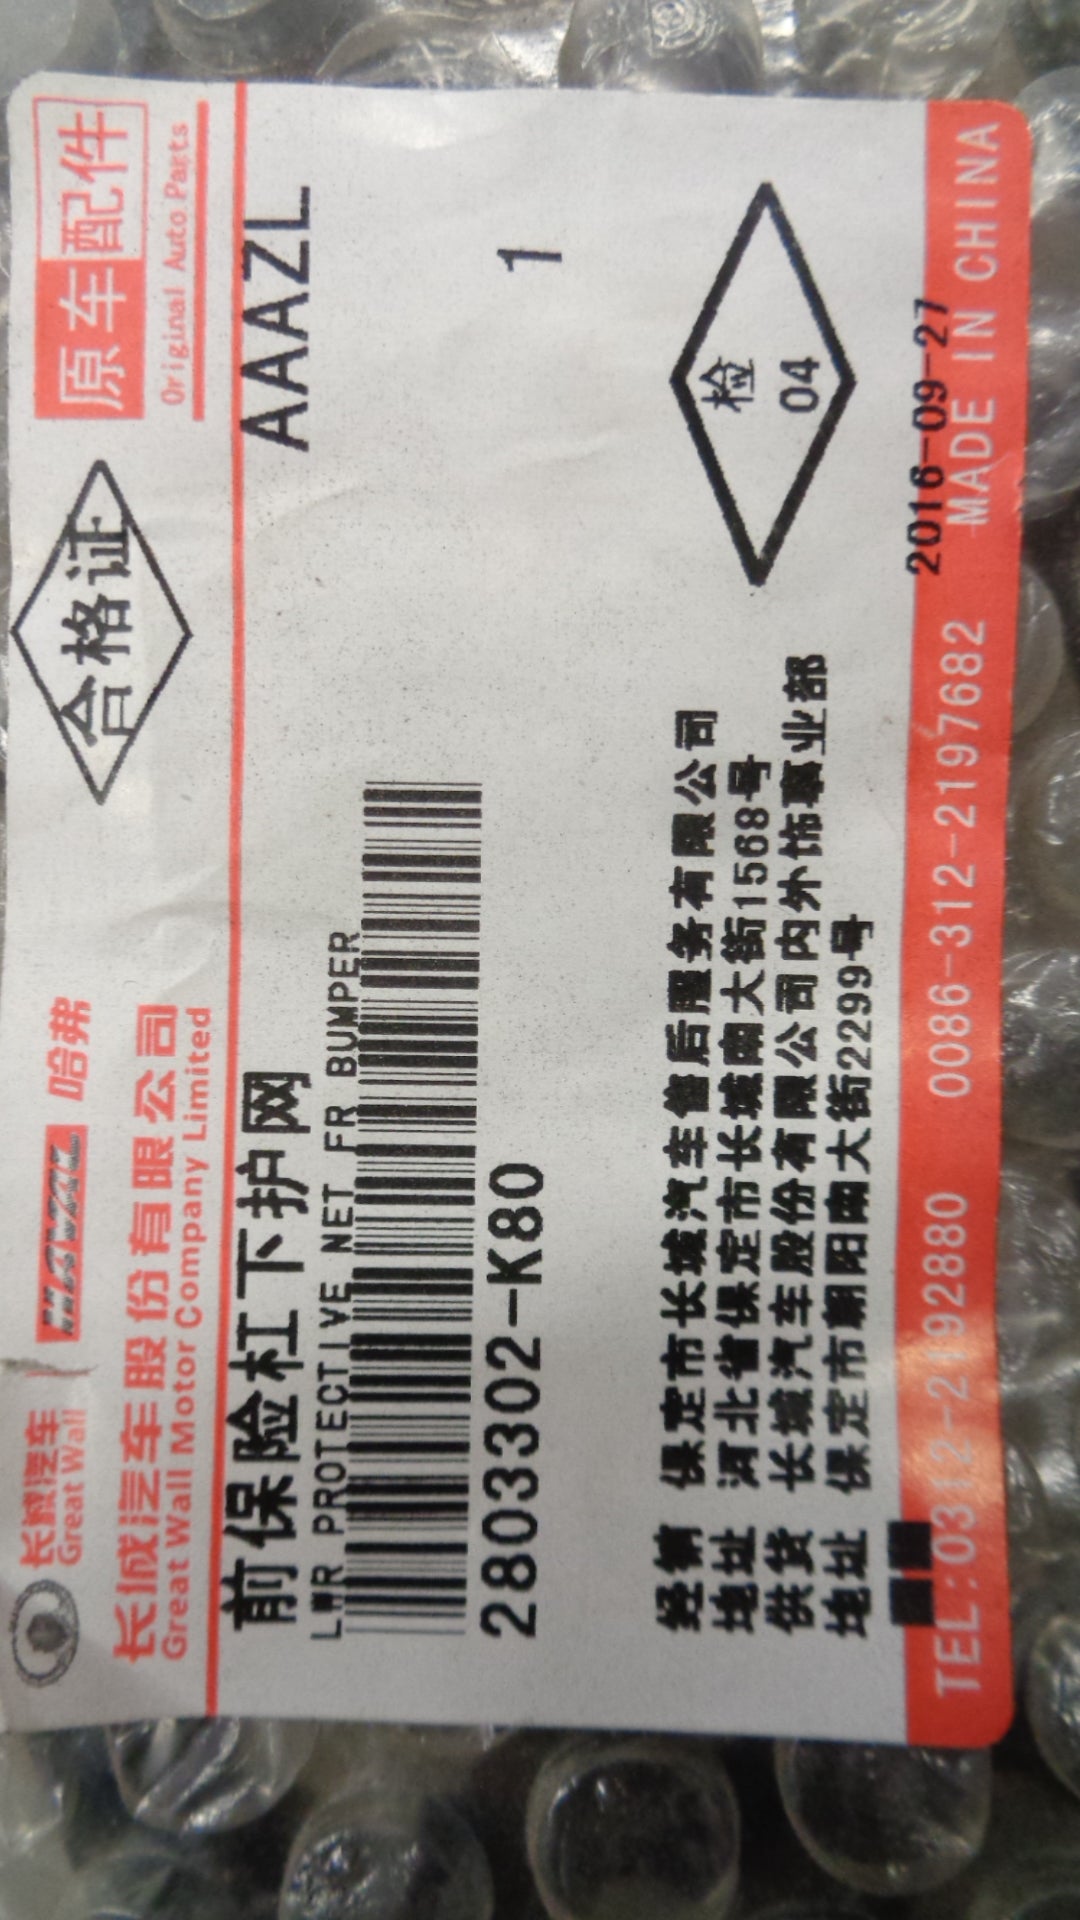 长城汽车
Great Wall
HAVAL 哈弗
合格证
原车配件
Original Auto Parts
长城汽车股份有限公司
Great Wall Motor Company Limited
前保险杠下护网
AAAZL
LWR PROTECTIVE NET FR BUMPER
2803302-K80
1
经销 保定市长城汽车售后服务有限公司
地址 河北省保定市长城南大街1568号
供货 长城汽车股份有限公司内外饰事业部
地址 保定市朝阳南大街2299号
检
04
2016-09-27
TEL:0312-2192880 0086-312-2197682 MADE IN CHINA